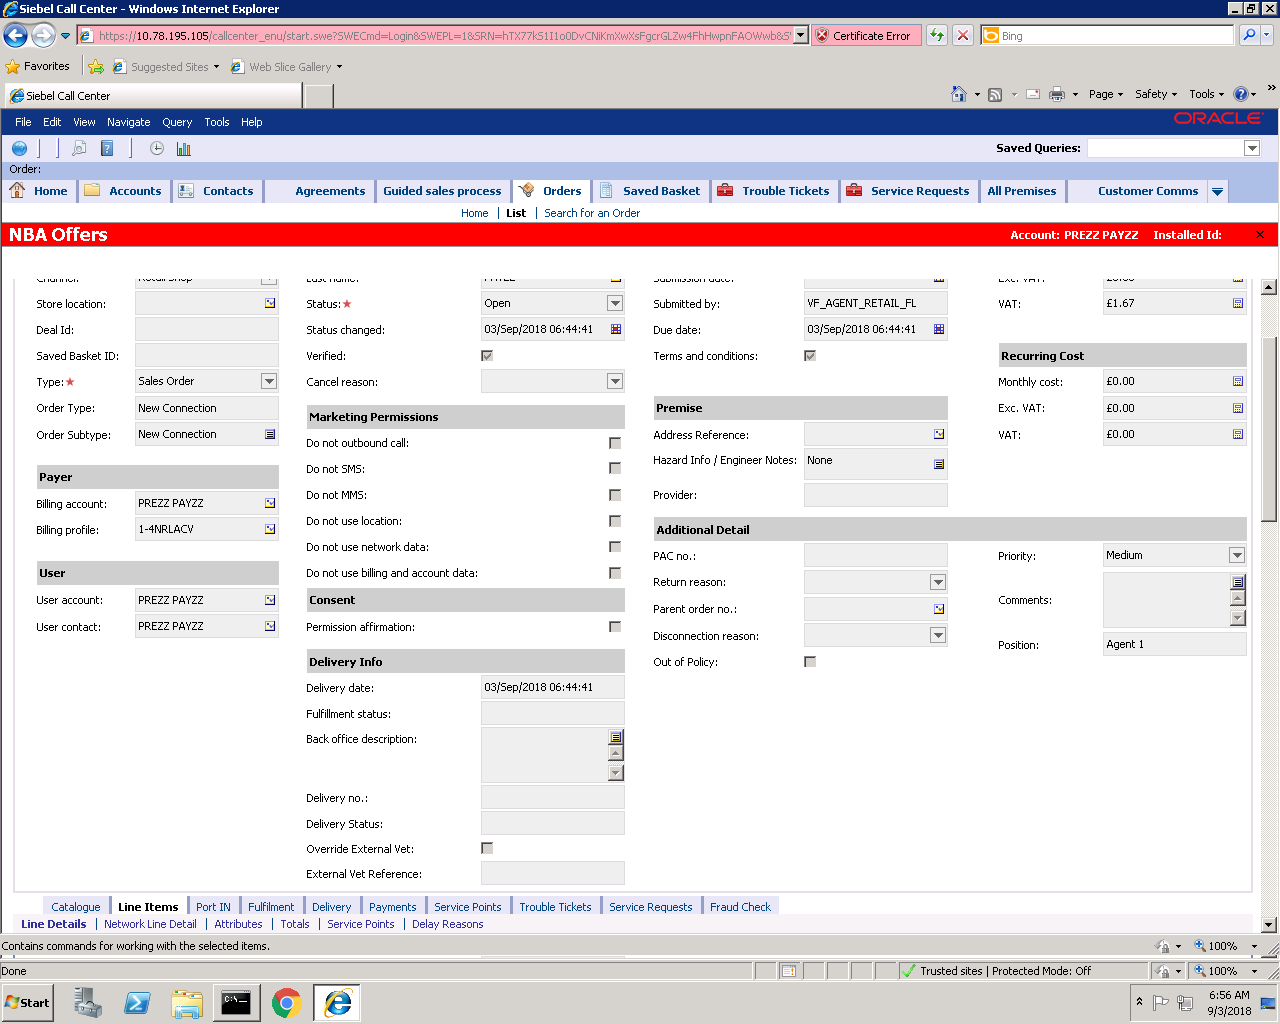 Siebel Call Center - Windows Internet Explorer
https://10.78.195.105/callcenter_enu/start.swe?SWECmd=Login&SWEPL=1&SRN=
Certificate Error
Bing
Favorites
Suggested Sites
Web Slice Gallery
Siebel Call Center
Page
Safety
Tools
File Edit View Navigate Query Tools Help
ORACLE
Saved Queries:
Order:
Home Accounts Contacts Agreements Guided sales process Orders Saved Basket Trouble Tickets Service Requests All Premises Customer Comms
Home | List | Search for an Order
NBA Offers
Account: PREZZ PAYZZ Installed Id:
Store location:
Deal Id:
Saved Basket ID:
Type:★ Sales Order
Order Type: New Connection
Order Subtype: New Connection
Payer
Billing account: PREZZ PAYZZ
Billing profile: 1-4NRLACV
User
User account: PREZZ PAYZZ
User contact: PREZZ PAYZZ
Status:★ Open
Status changed: 03/Sep/2018 06:44:41
Verified:
Cancel reason:
Marketing Permissions
Do not outbound call:
Do not SMS:
Do not MMS:
Do not use location:
Do not use network data:
Do not use billing and account data:
Consent
Permission affirmation:
Delivery Info
Delivery date: 03/Sep/2018 06:44:41
Fulfillment status:
Back office description:
Delivery no.:
Delivery Status:
Override External Vet:
External Vet Reference:
Submitted by: VF_AGENT_RETAIL_FL
Due date: 03/Sep/2018 06:44:41
Terms and conditions:
Premise
Address Reference:
Hazard Info / Engineer Notes: None
Provider:
VAT: £1.67
Recurring Cost
Monthly cost: £0.00
Exc. VAT: £0.00
VAT: £0.00
Additional Detail
PAC no.:
Return reason:
Parent order no.:
Disconnection reason:
Out of Policy:
Priority: Medium
Comments:
Position: Agent 1
Catalogue Line Items Port IN Fulfilment Delivery Payments Service Points Trouble Tickets Service Requests Fraud Check
Line Details | Network Line Detail | Attributes | Totals | Service Points | Delay Reasons
Contains commands for working with the selected items.
100%
Done
Trusted sites | Protected Mode: Off
100%
Start
6:56 AM
9/3/2018